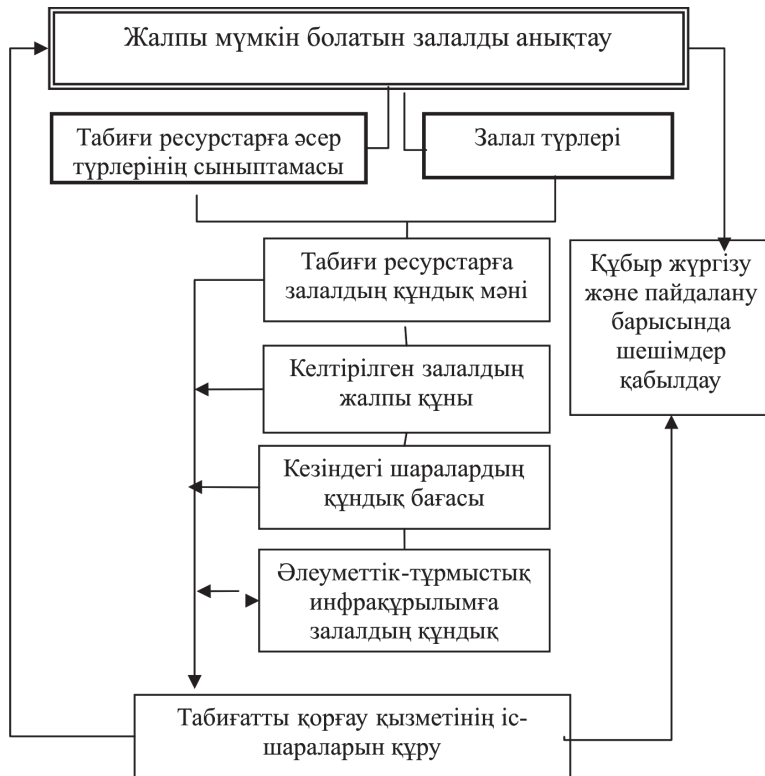 Жалпы мүмкін болатын залалды анықтау
Табиғи ресурстарға әсер
түрлерінің сыныптамасы
Залал түрлері
Табиғи ресурстарға
залалдың құндық мәні
Құбыр жүргізу
және пайдалану
барысында
шешімдер
қабылдау
Келтірілген залалдың
жалпы құны
Кезіндегі шаралардың
құндық бағасы
Әлеуметтік-тұрмыстық
инфрақұрылымға
залалдың құндық
Табиғатты қорғау қызметінің іс-
шараларын құру